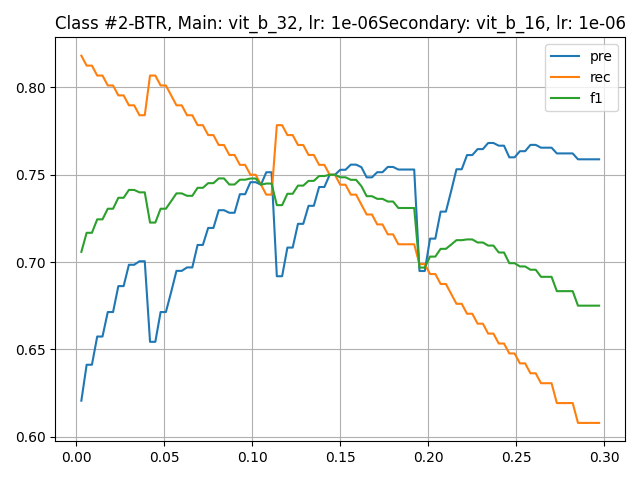 Class #2-BTR, Main: vit_b_32, lr: 1e-06Secondary: vit_b_16, lr: 1e-06
pre
rec
f1
0.80
0.75
0.70
0.65
0.60
0.00 0.05 0.10 0.15 0.20 0.25 0.30